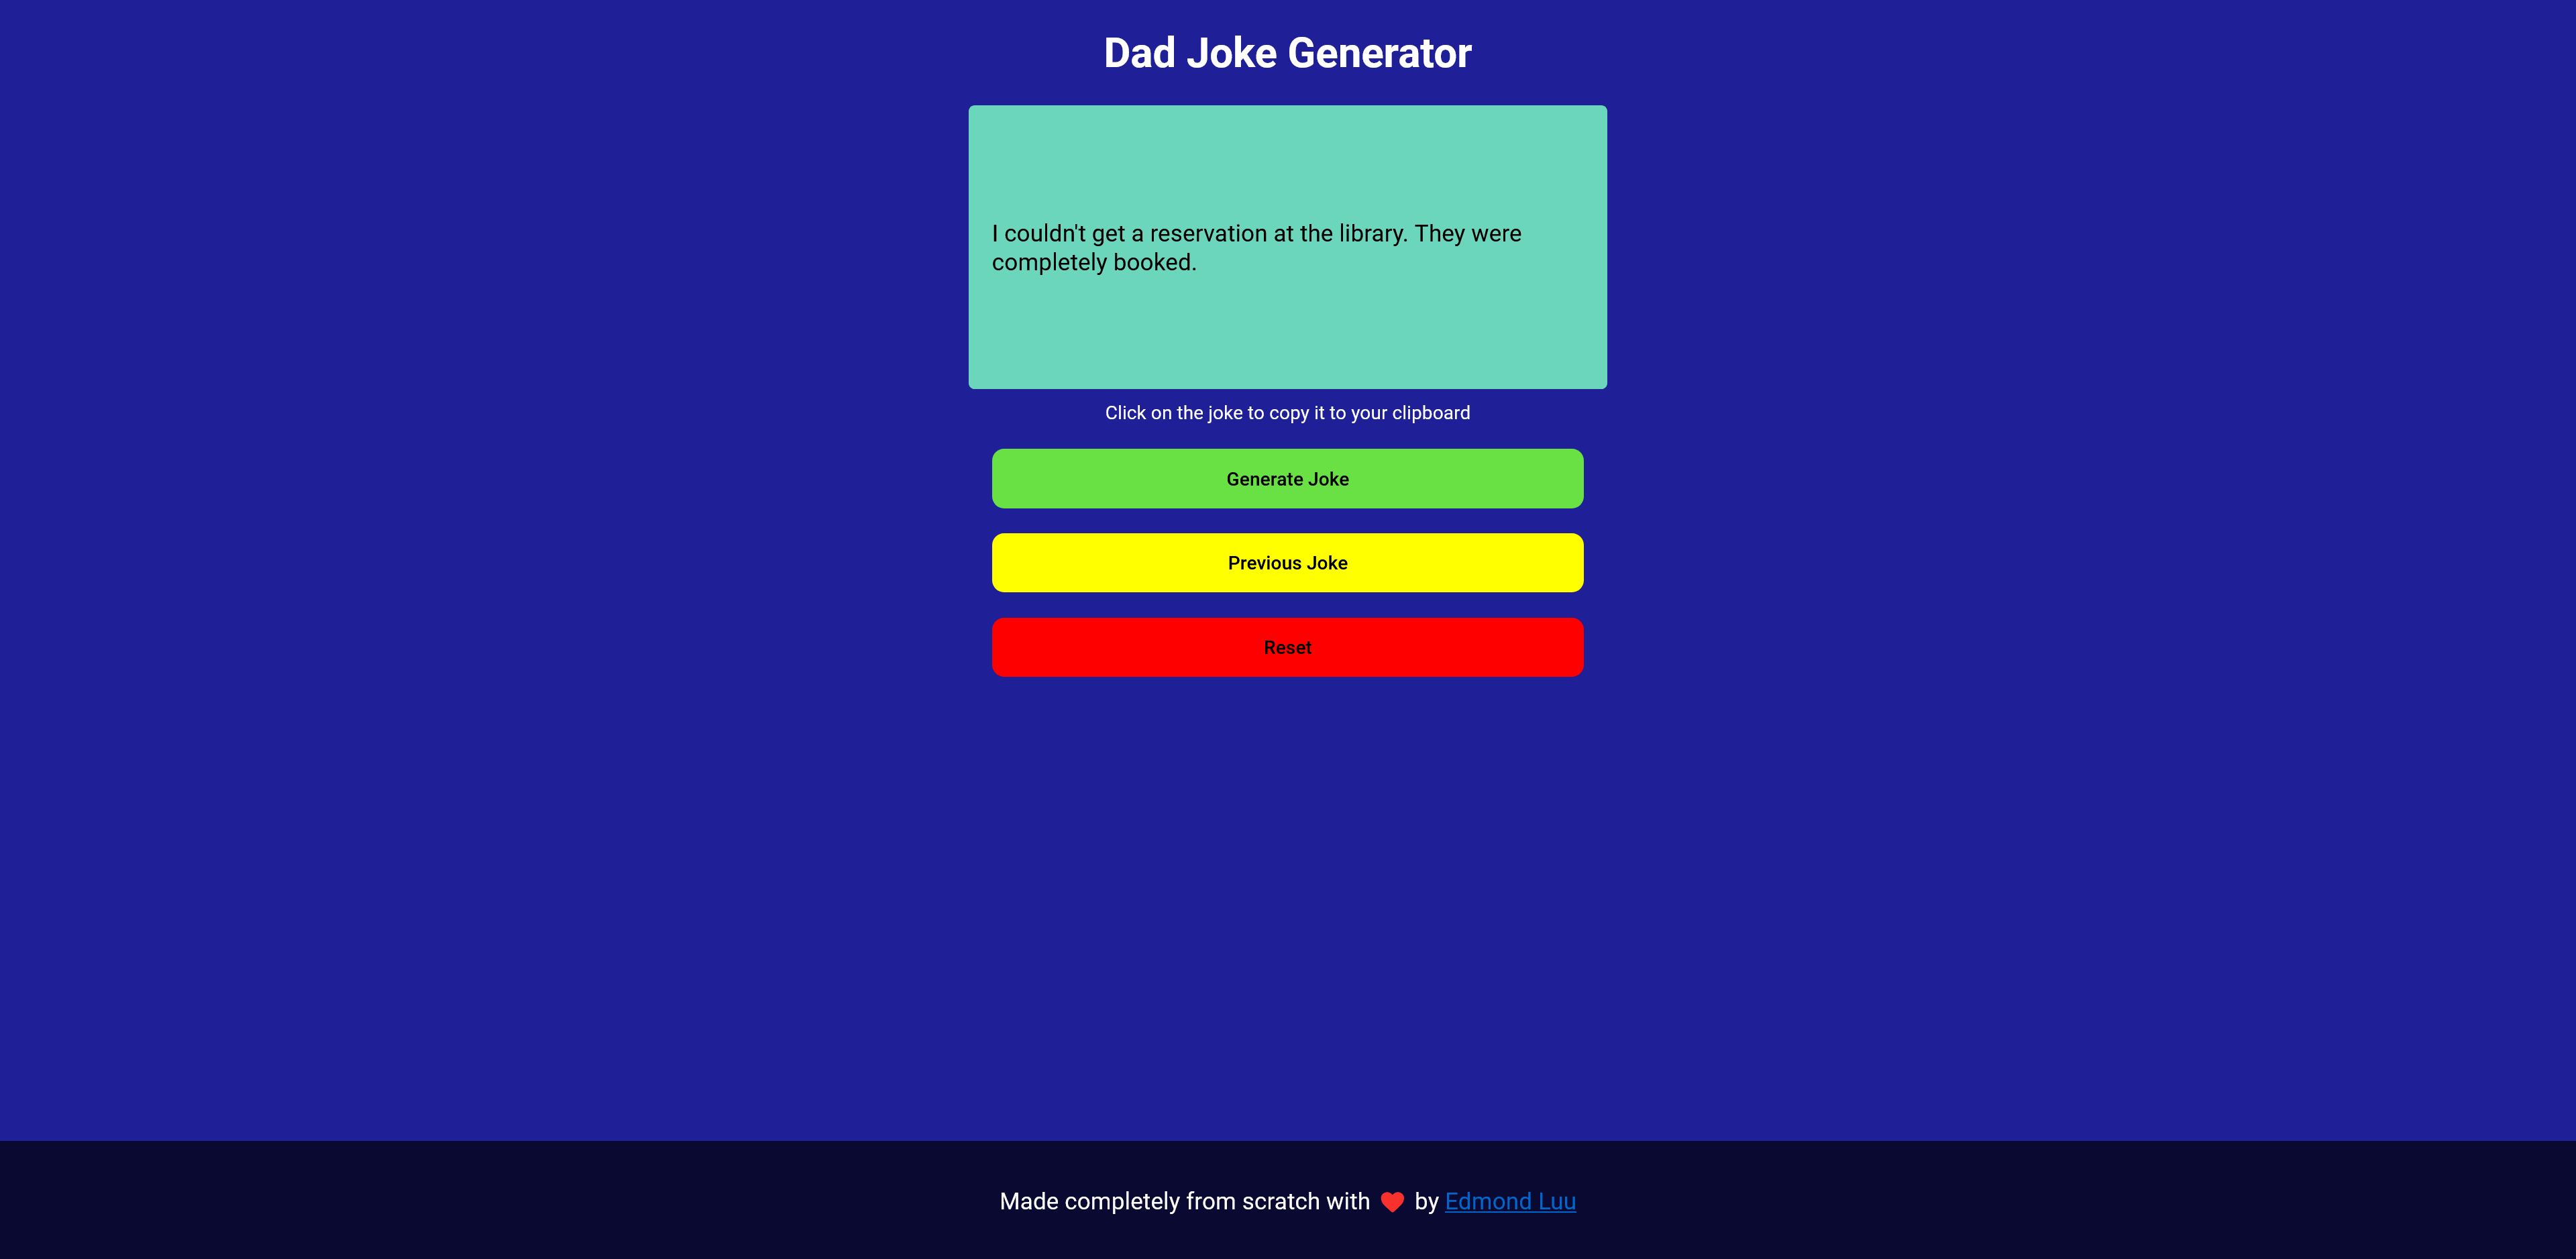 Dad Joke Generator
I couldn't get a reservation at the library. They were
completely booked.
Click on the joke to copy it to your clipboard
Generate Joke
Previous Joke
Reset
Made completely from scratch with ❤️ by Edmond Luu